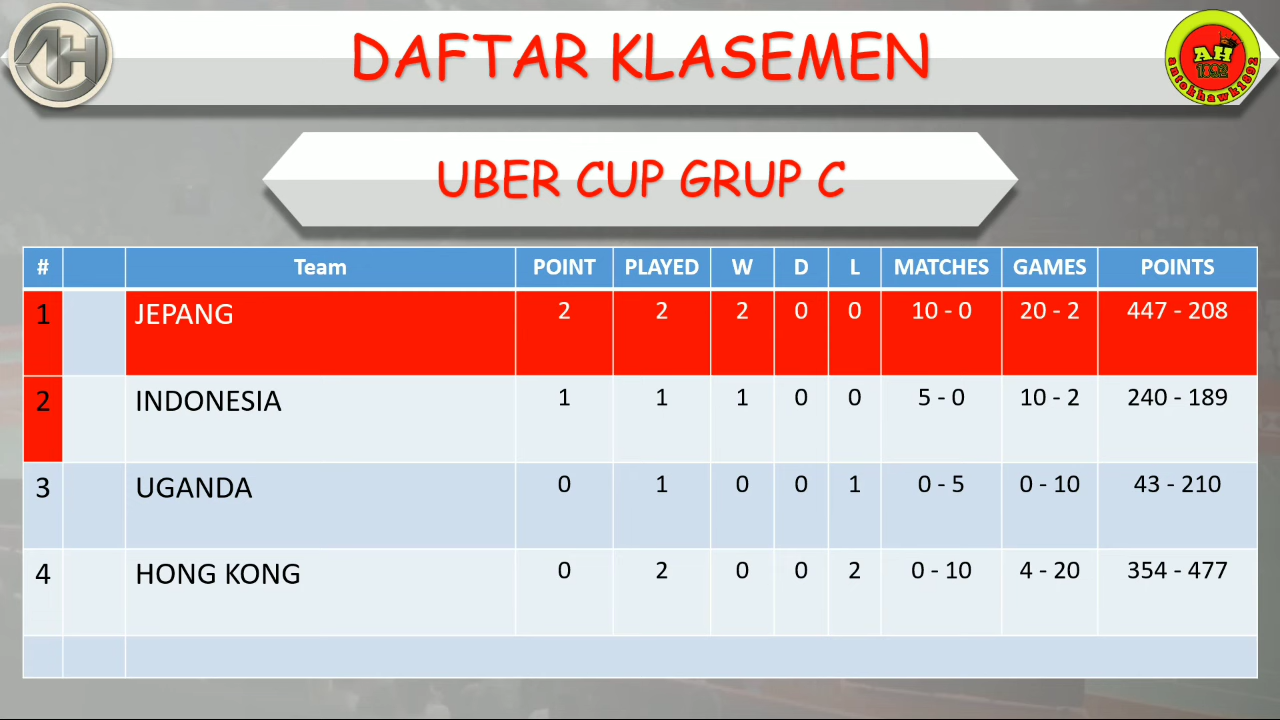 AH
DAFTAR KLASEMEN
AH
1092
antokhawk1892
UBER CUP GRUP C
# Team POINT PLAYED W D L MATCHES GAMES POINTS
1 JEPANG 2 2 2 0 0 10 - 0 20 - 2 447 - 208
2 INDONESIA 1 1 1 0 0 5 - 0 10 - 2 240 - 189
3 UGANDA 0 1 0 0 1 0 - 5 0 - 10 43 - 210
4 HONG KONG 0 2 0 0 2 0 - 10 4 - 20 354 - 477